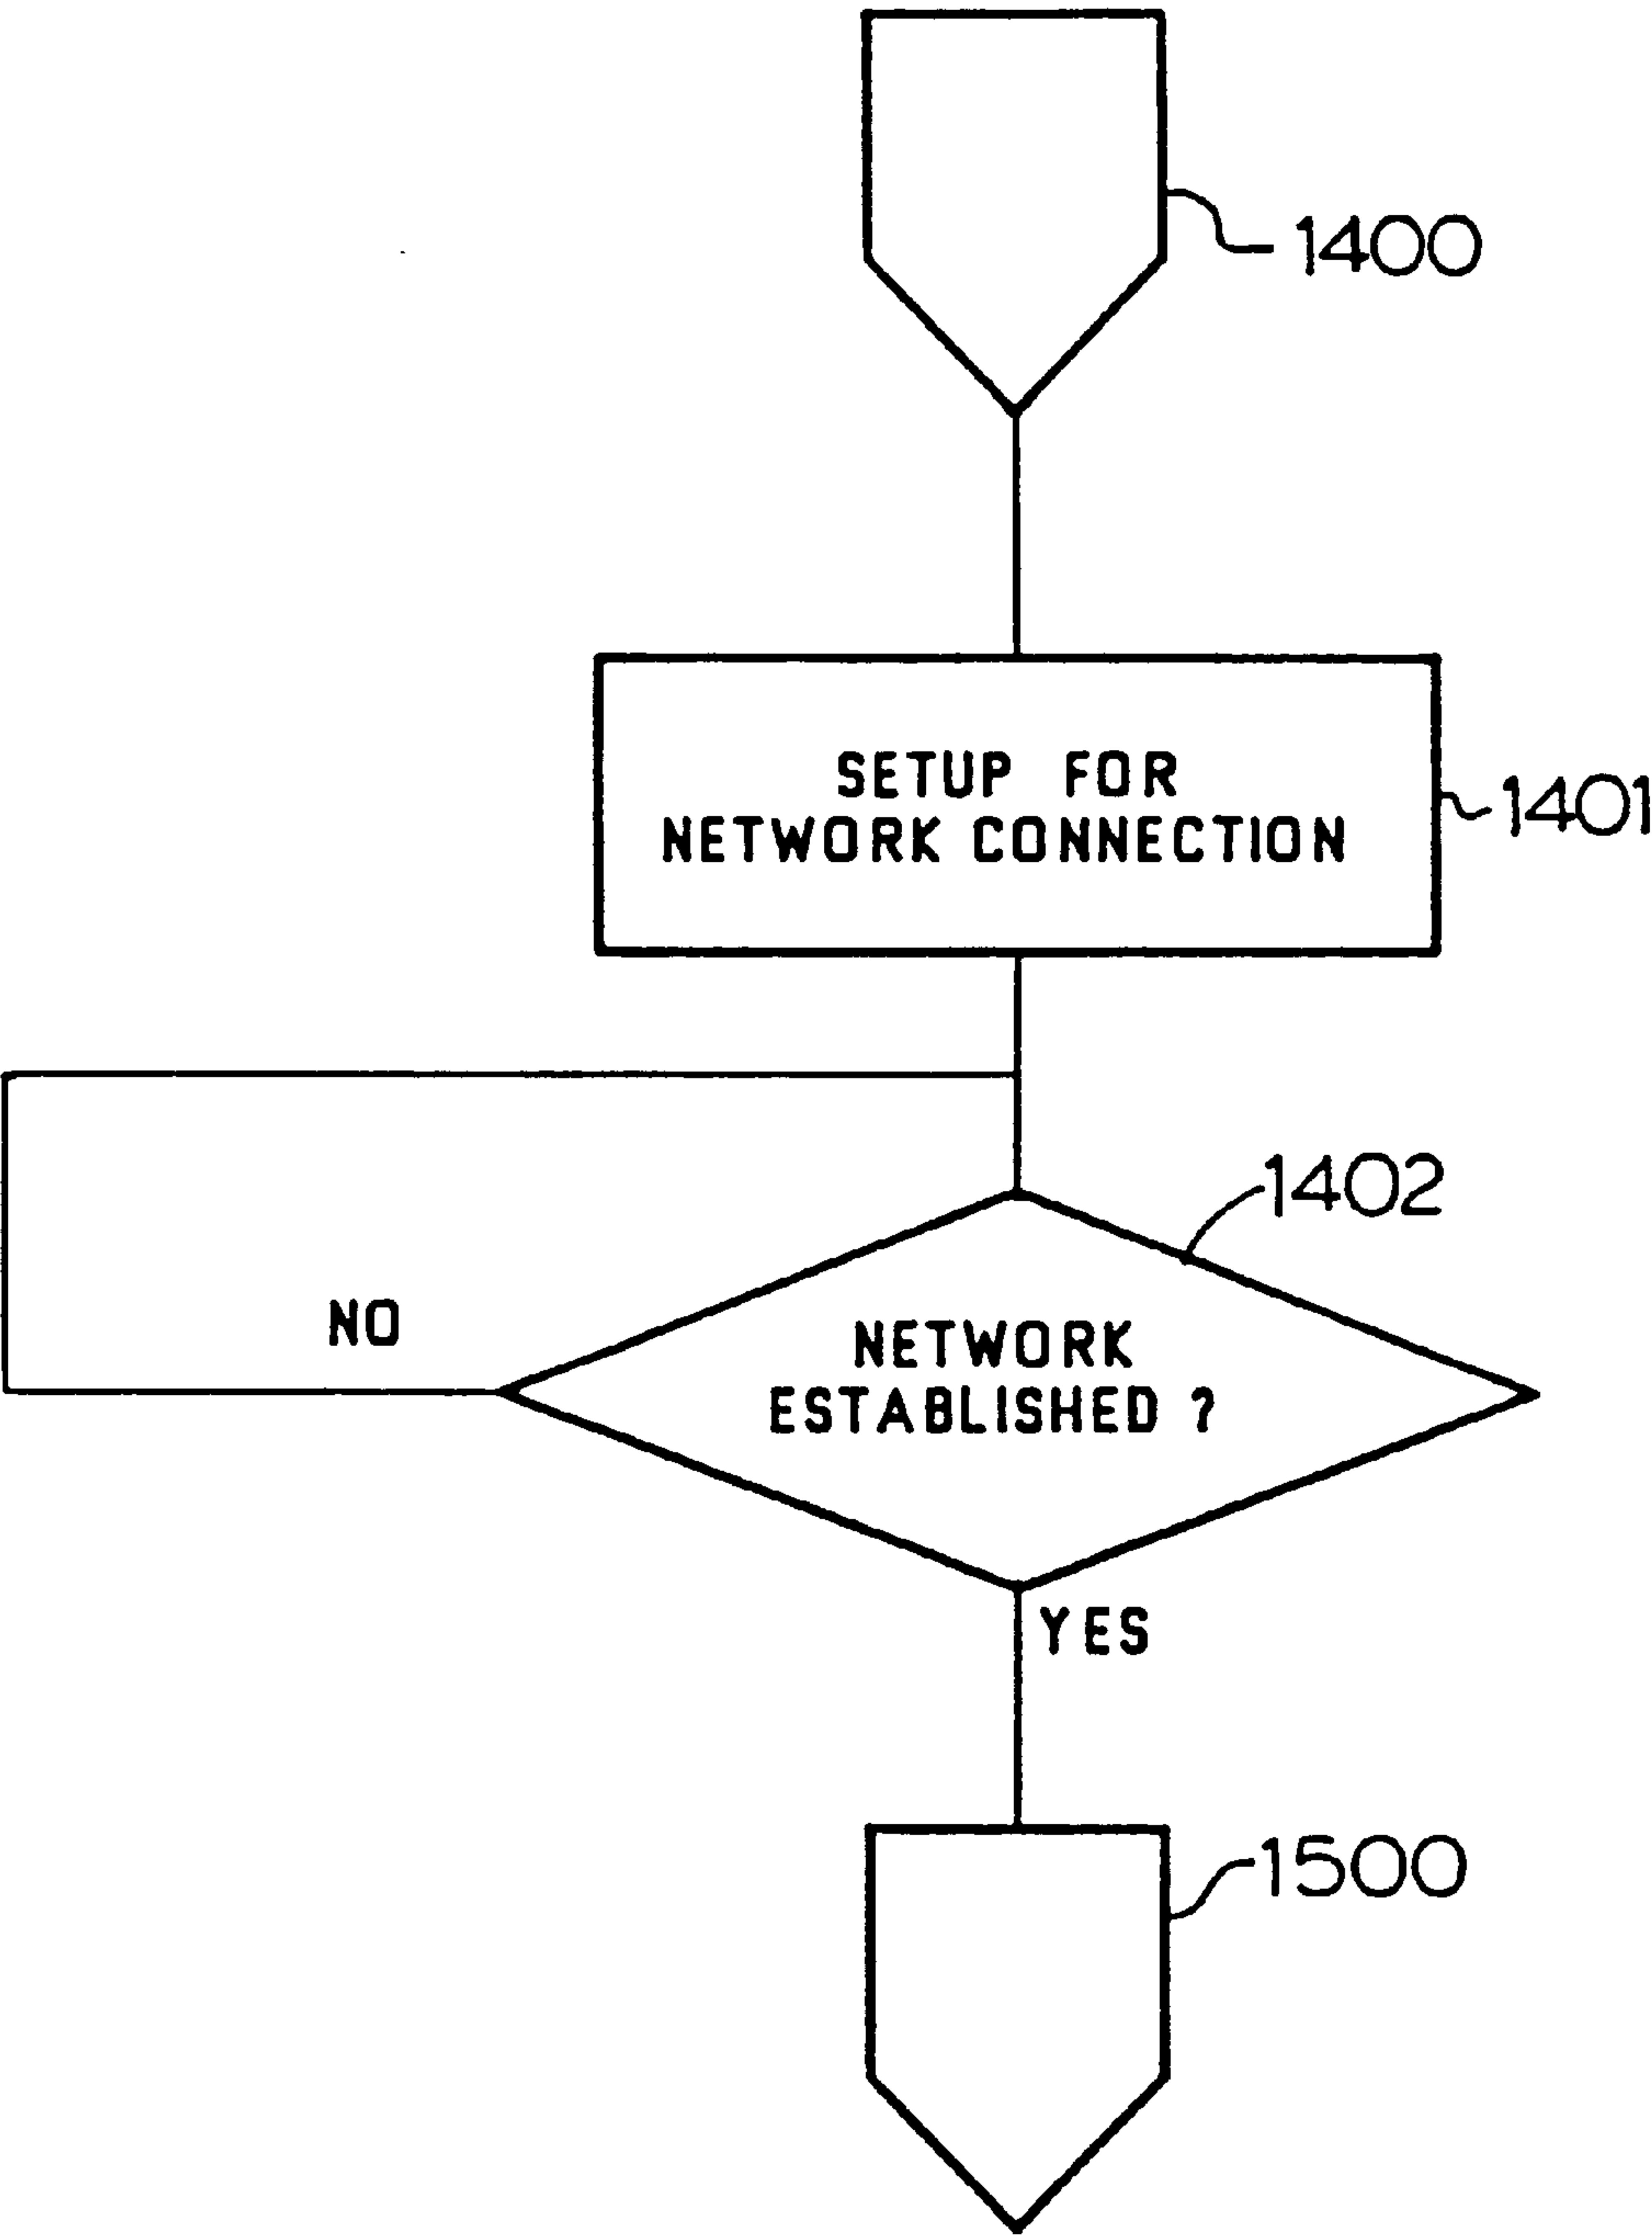 1400
SETUP FOR
NETWORK CONNECTION
1401
1402
NO
NETWORK
ESTABLISHED ?
YES
1500